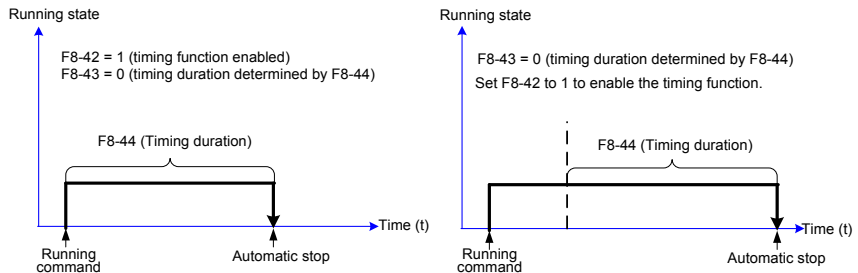 Running state
F8-42 = 1 (timing function enabled)
F8-43 = 0 (timing duration determined by F8-44)
F8-44 (Timing duration)
Time (t)
Running
command
Automatic stop
Running state
F8-43 = 0 (timing duration determined by F8-44)
Set F8-42 to 1 to enable the timing function.
F8-44 (Timing duration)
Time (t)
Running
command
Automatic stop